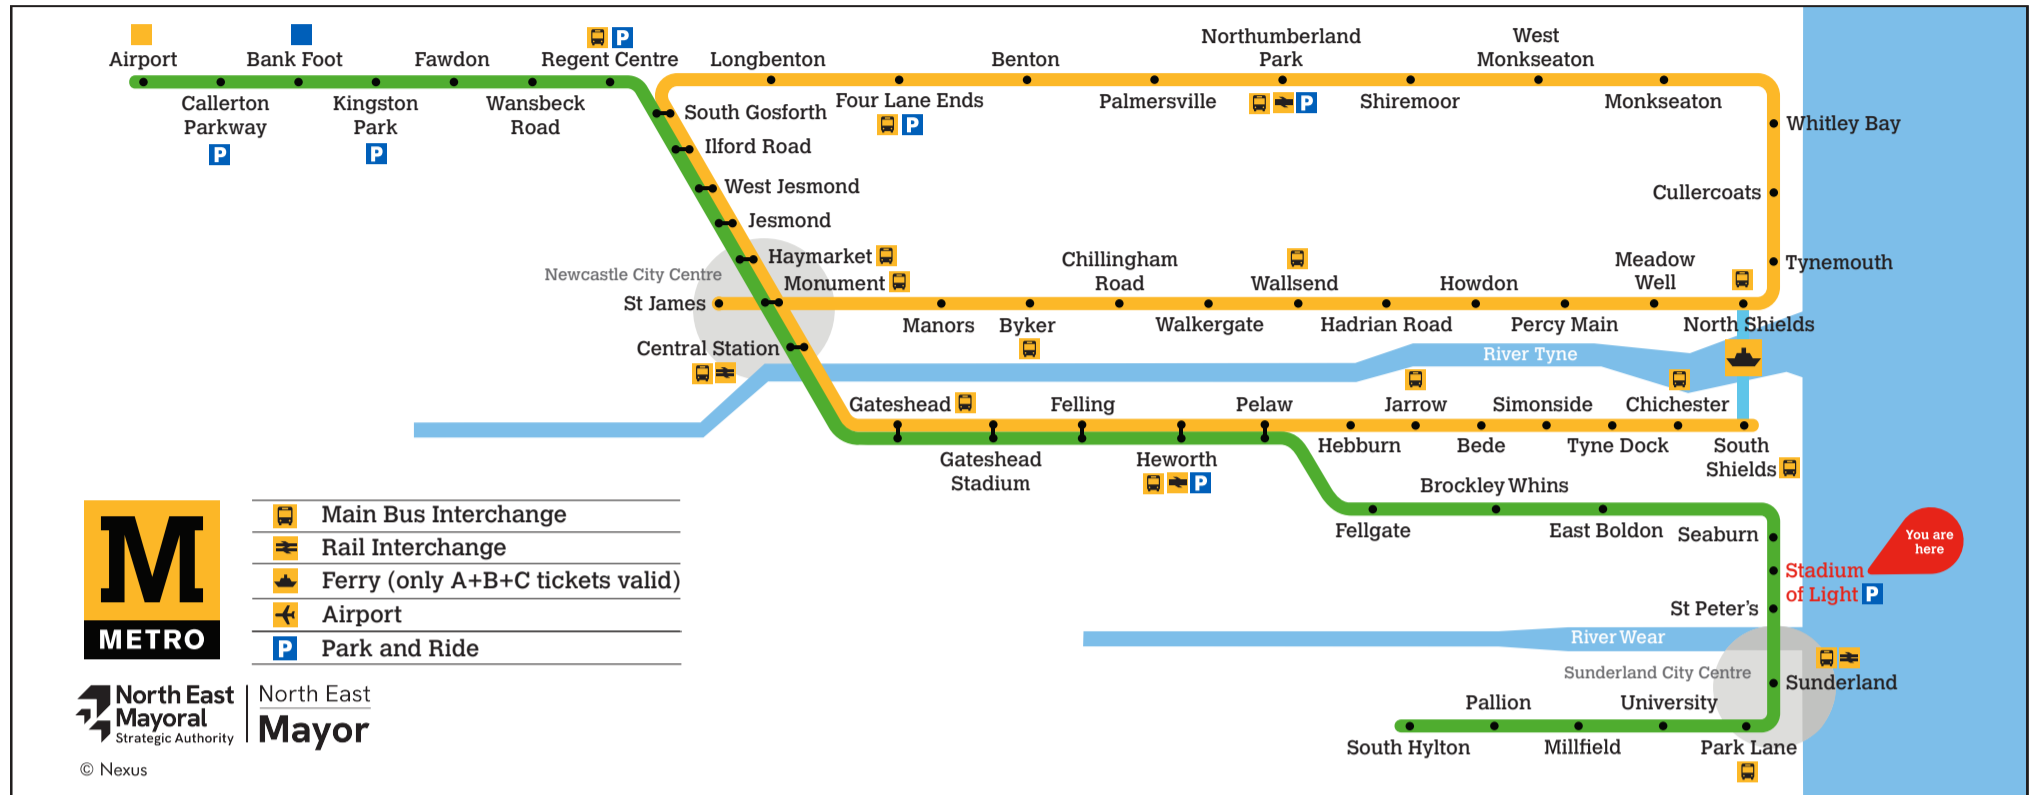 Airport
Bank Foot
Fawdon
Regent Centre
P
Callerton
Parkway
P
Kingston
Park
P
Wansbeck
Road
Longbenton
Benton
Northumberland
Park
P
West
Monkseaton
Four Lane Ends
P
Palmersville
Shiremoor
Monkseaton
South Gosforth
Ilford Road
West Jesmond
Jesmond
Haymarket
Monument
Newcastle City Centre
St James
Central Station
Whitley Bay
Cullercoats
Tynemouth
Chillingham
Road
Wallsend
Howdon
Meadow
Well
Manors
Byker
Walkergate
Hadrian Road
Percy Main
North Shields
River Tyne
Gateshead
Felling
Pelaw
Jarrow
Simonside
Chichester
Gateshead
Stadium
Heworth
P
Hebburn
Bede
Tyne Dock
South
Shields
Brockley Whins
Fellgate
East Boldon
Seaburn
Stadium
of Light P
You are
here
St Peter's
River Wear
Sunderland City Centre
Sunderland
Pallion
University
South Hylton
Millfield
Park Lane
M
METRO
Main Bus Interchange
Rail Interchange
Ferry (only A+B+C tickets valid)
Airport
P Park and Ride
North East
Mayoral
Strategic Authority
North East
Mayor
© Nexus